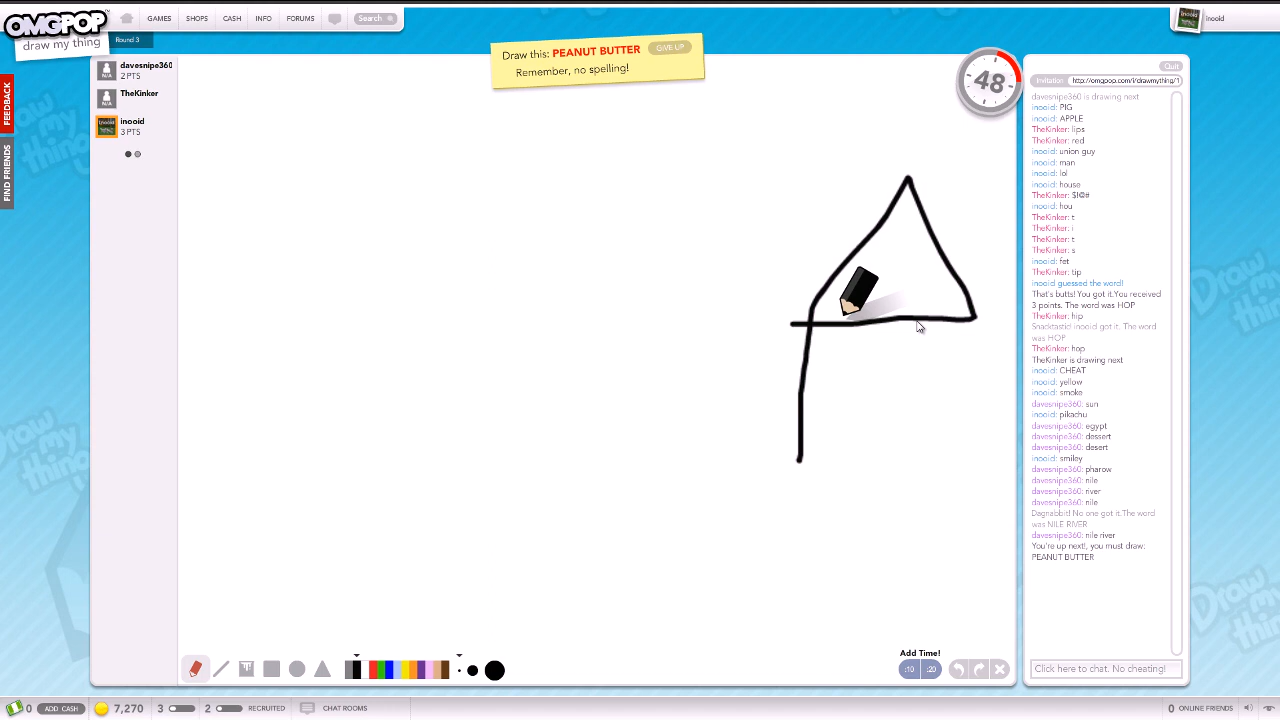 OMGPOP
draw my thing
GAMES
SHOPS
CASH
INFO
FORUMS
Search
inooid
Round 3
Draw this: PEANUT BUTTER
GIVE UP
Remember, no spelling!
48
FEEDBACK
FIND FRIENDS
N/A
davesnipe360
2 PTS
N/A
TheKinker
inooid
3 PTS
Quit
Invitation
http://omgpop.com/i/drawmything/1
davesnipe360 is drawing next
inooid: PIG
inooid: APPLE
TheKinker: lips
TheKinker: red
inooid: union guy
inooid: man
inooid: lol
inooid: house
TheKinker: $!@#
inooid: hou
TheKinker: t
TheKinker: i
TheKinker: t
TheKinker: s
inooid: fet
TheKinker: tip
inooid guessed the word!
That's butts! You got it.You received
3 points. The word was HOP
TheKinker: hip
Snacktastic! inooid got it. The word
was HOP
TheKinker: hop
TheKinker is drawing next
inooid: CHEAT
inooid: yellow
inooid: smoke
davesnipe360: sun
inooid: pikachu
davesnipe360: egypt
davesnipe360: dessert
davesnipe360: desert
inooid: smiley
davesnipe360: pharow
davesnipe360: nile
davesnipe360: river
davesnipe360: nile
Dagnabbit! No one got it.The word
was NILE RIVER
davesnipe360: nile river
You're up next!, you must draw:
PEANUT BUTTER
Click here to chat. No cheating!
Add Time!
:10
:20
0
ADD CASH
7,270
3
2
RECRUITED
CHAT ROOMS
0 ONLINE FRIENDS